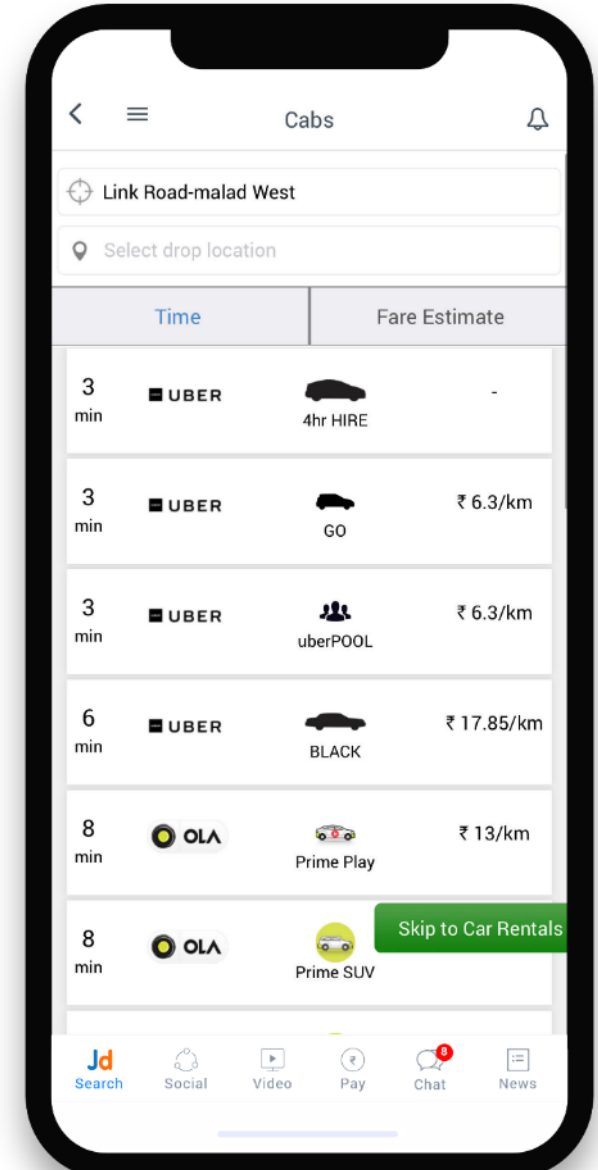 Cabs
Link Road-malad West
Select drop location
Time
Fare Estimate
3
min
UBER
4hr HIRE
-
3
min
UBER
GO
₹ 6.3/km
3
min
UBER
uberPOOL
₹ 6.3/km
6
min
UBER
BLACK
₹ 17.85/km
8
min
OLA
Prime Play
₹ 13/km
8
min
OLA
Prime SUV
Skip to Car Rentals
Jd
Search
Social
Video
₹
Pay
8
Chat
News